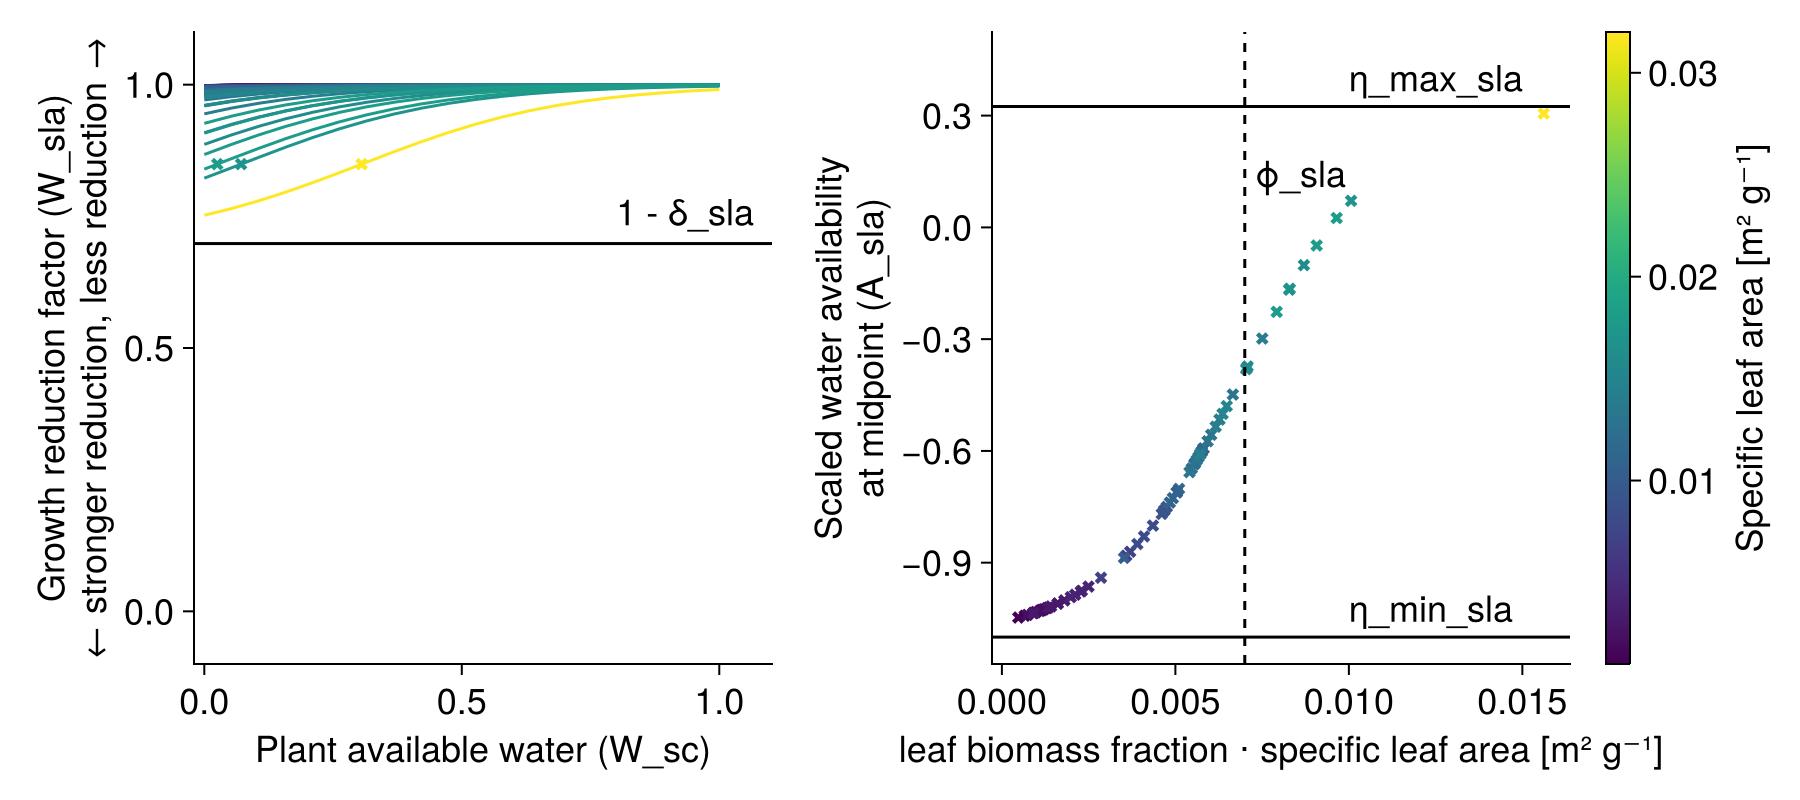 Growth reduction factor (W_sla)
← stronger reduction, less reduction →
1.0
0.5
0.0
1 - δ_sla
0.0
0.5
1.0
Plant available water (W_sc)
Scaled water availability
at midpoint (A_sla)
0.3
0.0
−0.3
−0.6
−0.9
η_max_sla
ϕ_sla
η_min_sla
0.000
0.005
0.010
0.015
leaf biomass fraction · specific leaf area [m² g⁻¹]
0.03
0.02
0.01
Specific leaf area [m² g⁻¹]